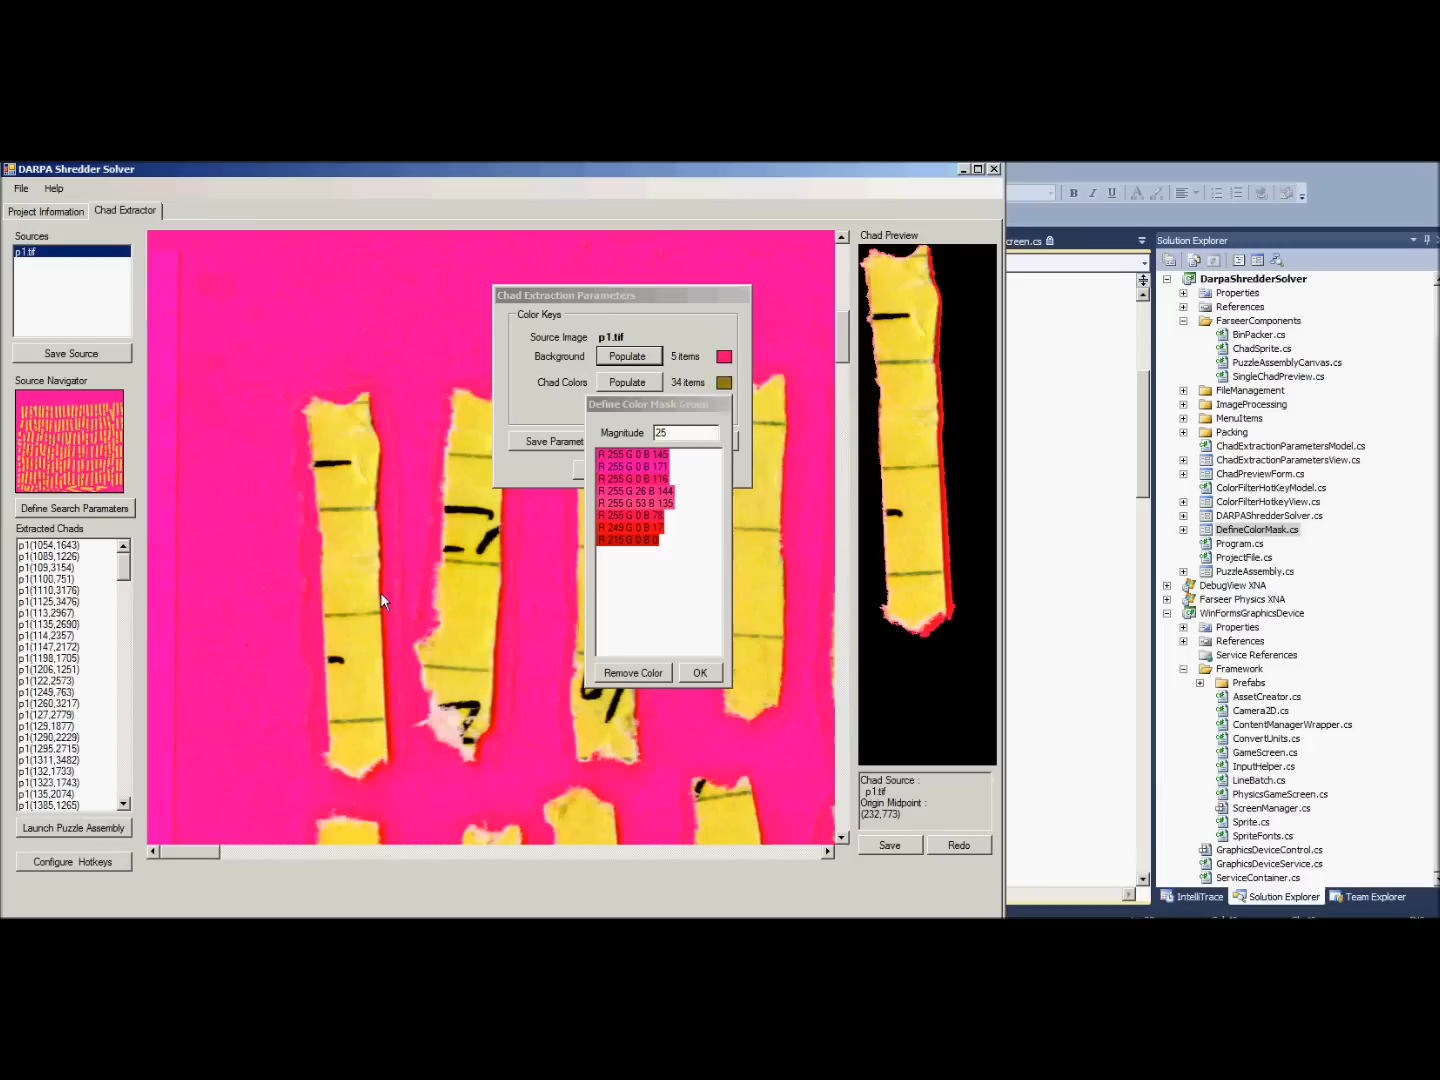 DARPA Shredder Solver
File Help
Project Information Chad Extractor
Sources
p1.tif
Save Source
Source Navigator
Define Search Paramaters
Extracted Chads
p1(1054,1643)
p1(1089,1226)
p1(109,3154)
p1(1100,751)
p1(1110,3176)
p1(1125,3476)
p1(113,2967)
p1(1135,2690)
p1(114,2357)
p1(1147,2172)
p1(1198,1705)
p1(1206,1251)
p1(122,2573)
p1(1249,763)
p1(1260,3217)
p1(127,2779)
p1(129,1877)
p1(1290,2229)
p1(1295,2715)
p1(1311,3482)
p1(132,1733)
p1(1323,1743)
p1(135,2074)
p1(1385,1265)
Launch Puzzle Assembly
Configure Hotkeys
Chad Extraction Parameters
Color Keys
Source Image p1.tif
Background Populate 5 items
Chad Colors Populate 34 items
Save Paramet
Define Color Mask Group
Magnitude 25
R 255 G 0 B 145
R 255 G 0 B 171
R 255 G 0 B 116
R 255 G 26 B 144
R 255 G 53 B 135
R 255 G 0 B 78
R 249 G 0 B 17
R 215 G 0 B 0
Remove Color OK
Chad Preview
Chad Source :
p1.tif
Origin Midpoint :
(232,773)
Save Redo
B I U A
creen.cs
Solution Explorer
DarpaShredderSolver
Properties
References
FarseerComponents
BinPacker.cs
ChadSprite.cs
PuzzleAssemblyCanvas.cs
SingleChadPreview.cs
FileManagement
ImageProcessing
MenuItems
Packing
ChadExtractionParametersModel.cs
ChadExtractionParametersView.cs
ChadPreviewForm.cs
ColorFilterHotKeyModel.cs
ColorFilterHotkeyView.cs
DARPAShredderSolver.cs
DefineColorMask.cs
Program.cs
ProjectFile.cs
PuzzleAssembly.cs
DebugView XNA
Farseer Physics XNA
WinFormsGraphicsDevice
Properties
References
Service References
Framework
Prefabs
AssetCreator.cs
Camera2D.cs
ContentManagerWrapper.cs
ConvertUnits.cs
GameScreen.cs
InputHelper.cs
LineBatch.cs
PhysicsGameScreen.cs
ScreenManager.cs
Sprite.cs
SpriteFonts.cs
GraphicsDeviceControl.cs
GraphicsDeviceService.cs
ServiceContainer.cs
IntelliTrace Solution Explorer Team Explorer